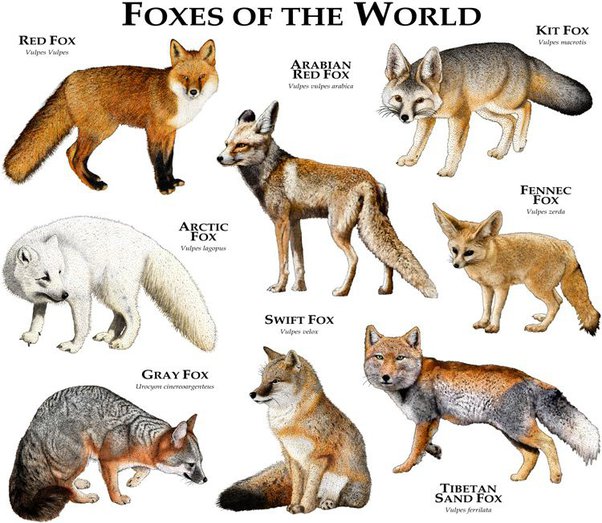 FOXES OF THE WORLD
RED FOX
Vulpes Vulpes
ARABIAN
RED FOX
Vulpes vulpes arabica
KIT FOX
Vulpes macrotis
ARCTIC
FOX
Vulpes lagopus
FENNEC
FOX
Vulpes zerda
SWIFT FOX
Vulpes velox
GRAY FOX
Urocyon cinereoargenteus
TIBETAN
SAND FOX
Vulpes ferrilata